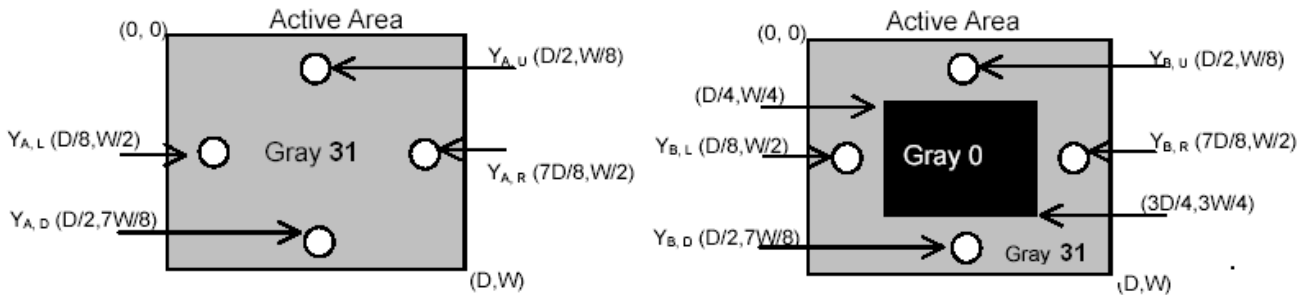 Active Area
(0, 0)
YA, U (D/2,W/8)
YA, L (D/8,W/2)
Gray 31
YA, R (7D/8,W/2)
YA, D (D/2,7W/8)
(D,W)
Active Area
(0, 0)
YB, U (D/2,W/8)
(D/4,W/4)
YB, L (D/8,W/2)
Gray 0
YB, R (7D/8,W/2)
(3D/4,3W/4)
YB, D (D/2,7W/8)
Gray 31
(D,W)